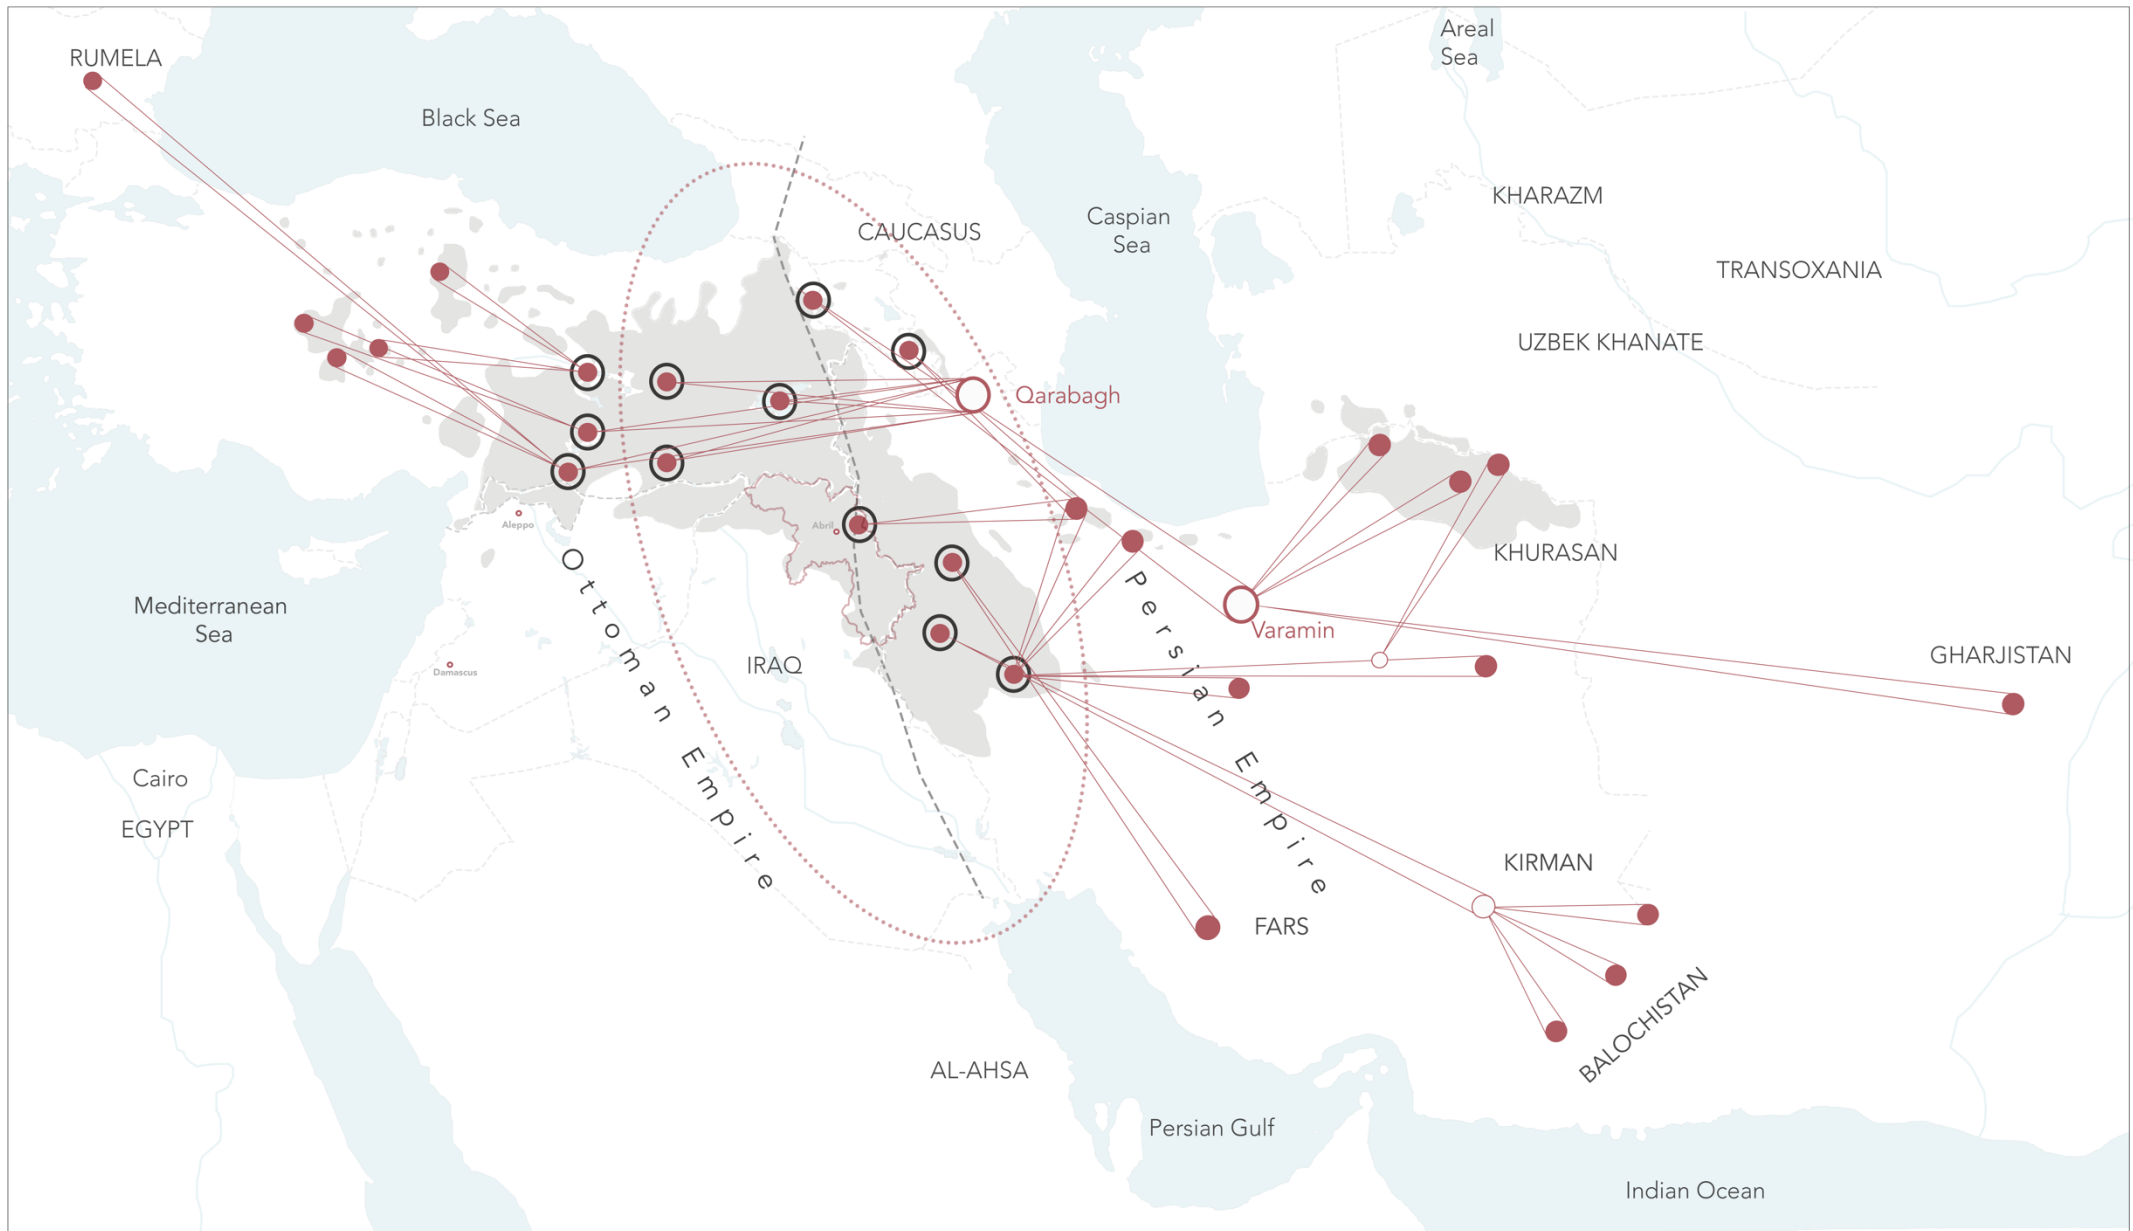 RUMELA
Areal
Sea
Black Sea
KHARAZM
Caspian
Sea
CAUCASUS
TRANSOXANIA
UZBEK KHANATE
Qarabagh
Aleppo
Abril
KHURASAN
Ottoman Empire
Persian Empire
Mediterranean
Sea
Varamin
IRAQ
GHARJISTAN
Damascus
Cairo
EGYPT
KIRMAN
FARS
BALOCHISTAN
AL-AHSA
Persian Gulf
Indian Ocean